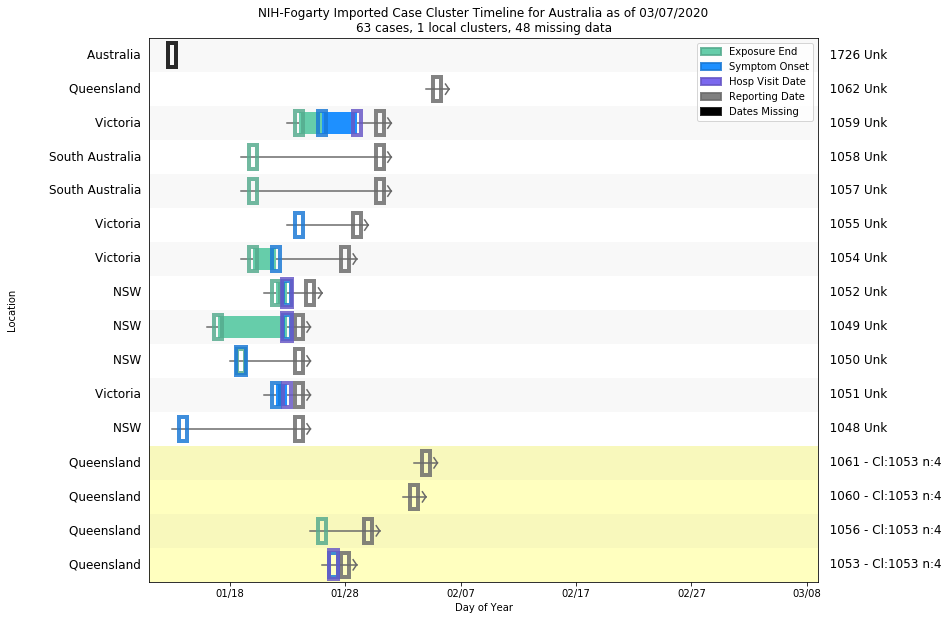 NIH-Fogarty Imported Case Cluster Timeline for Australia as of 03/07/2020
63 cases, 1 local clusters, 48 missing data
Exposure End
Symptom Onset
Hosp Visit Date
Reporting Date
Dates Missing
Australia 1726 Unk
Queensland 1062 Unk
Victoria 1059 Unk
South Australia 1058 Unk
South Australia 1057 Unk
Victoria 1055 Unk
Victoria 1054 Unk
NSW 1052 Unk
NSW 1049 Unk
NSW 1050 Unk
Victoria 1051 Unk
NSW 1048 Unk
Queensland 1061 - Cl:1053 n:4
Queensland 1060 - Cl:1053 n:4
Queensland 1056 - Cl:1053 n:4
Queensland 1053 - Cl:1053 n:4
Location
01/18 01/28 02/07 02/17 02/27 03/08
Day of Year